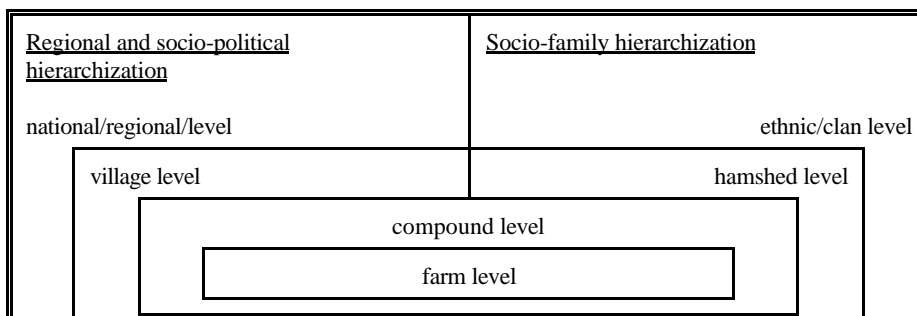 Regional and socio-political
hierarchization
Socio-family hierarchization
national/regional/level
ethnic/clan level
village level
hamshed level
compound level
farm level